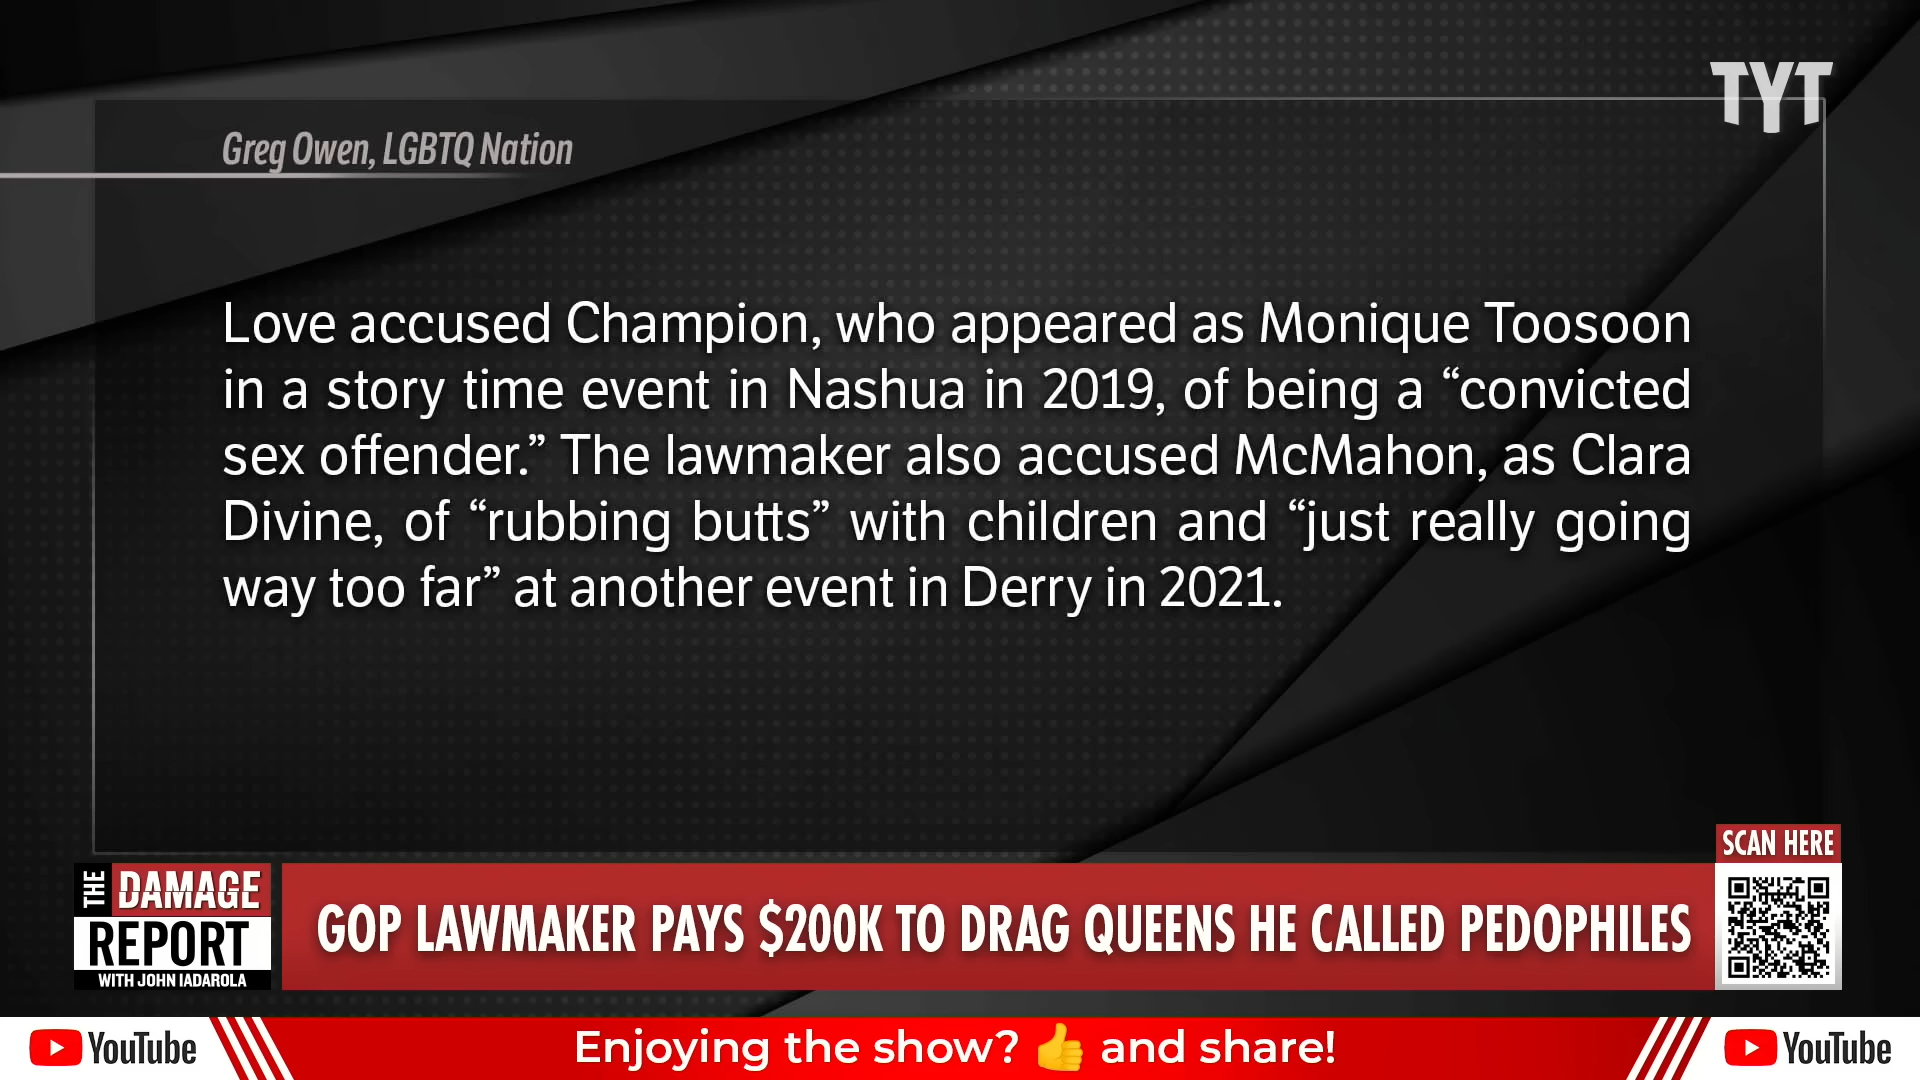 TYT
Greg Owen, LGBTQ Nation
Love accused Champion, who appeared as Monique Toosoon
in a story time event in Nashua in 2019, of being a “convicted
sex offender.” The lawmaker also accused McMahon, as Clara
Divine, of “rubbing butts” with children and “just really going
way too far” at another event in Derry in 2021.
SCAN HERE
THE DAMAGE
REPORT
WITH JOHN IADAROLA
GOP LAWMAKER PAYS $200K TO DRAG QUEENS HE CALLED PEDOPHILES
YouTube
Enjoying the show? 👍 and share!
YouTube